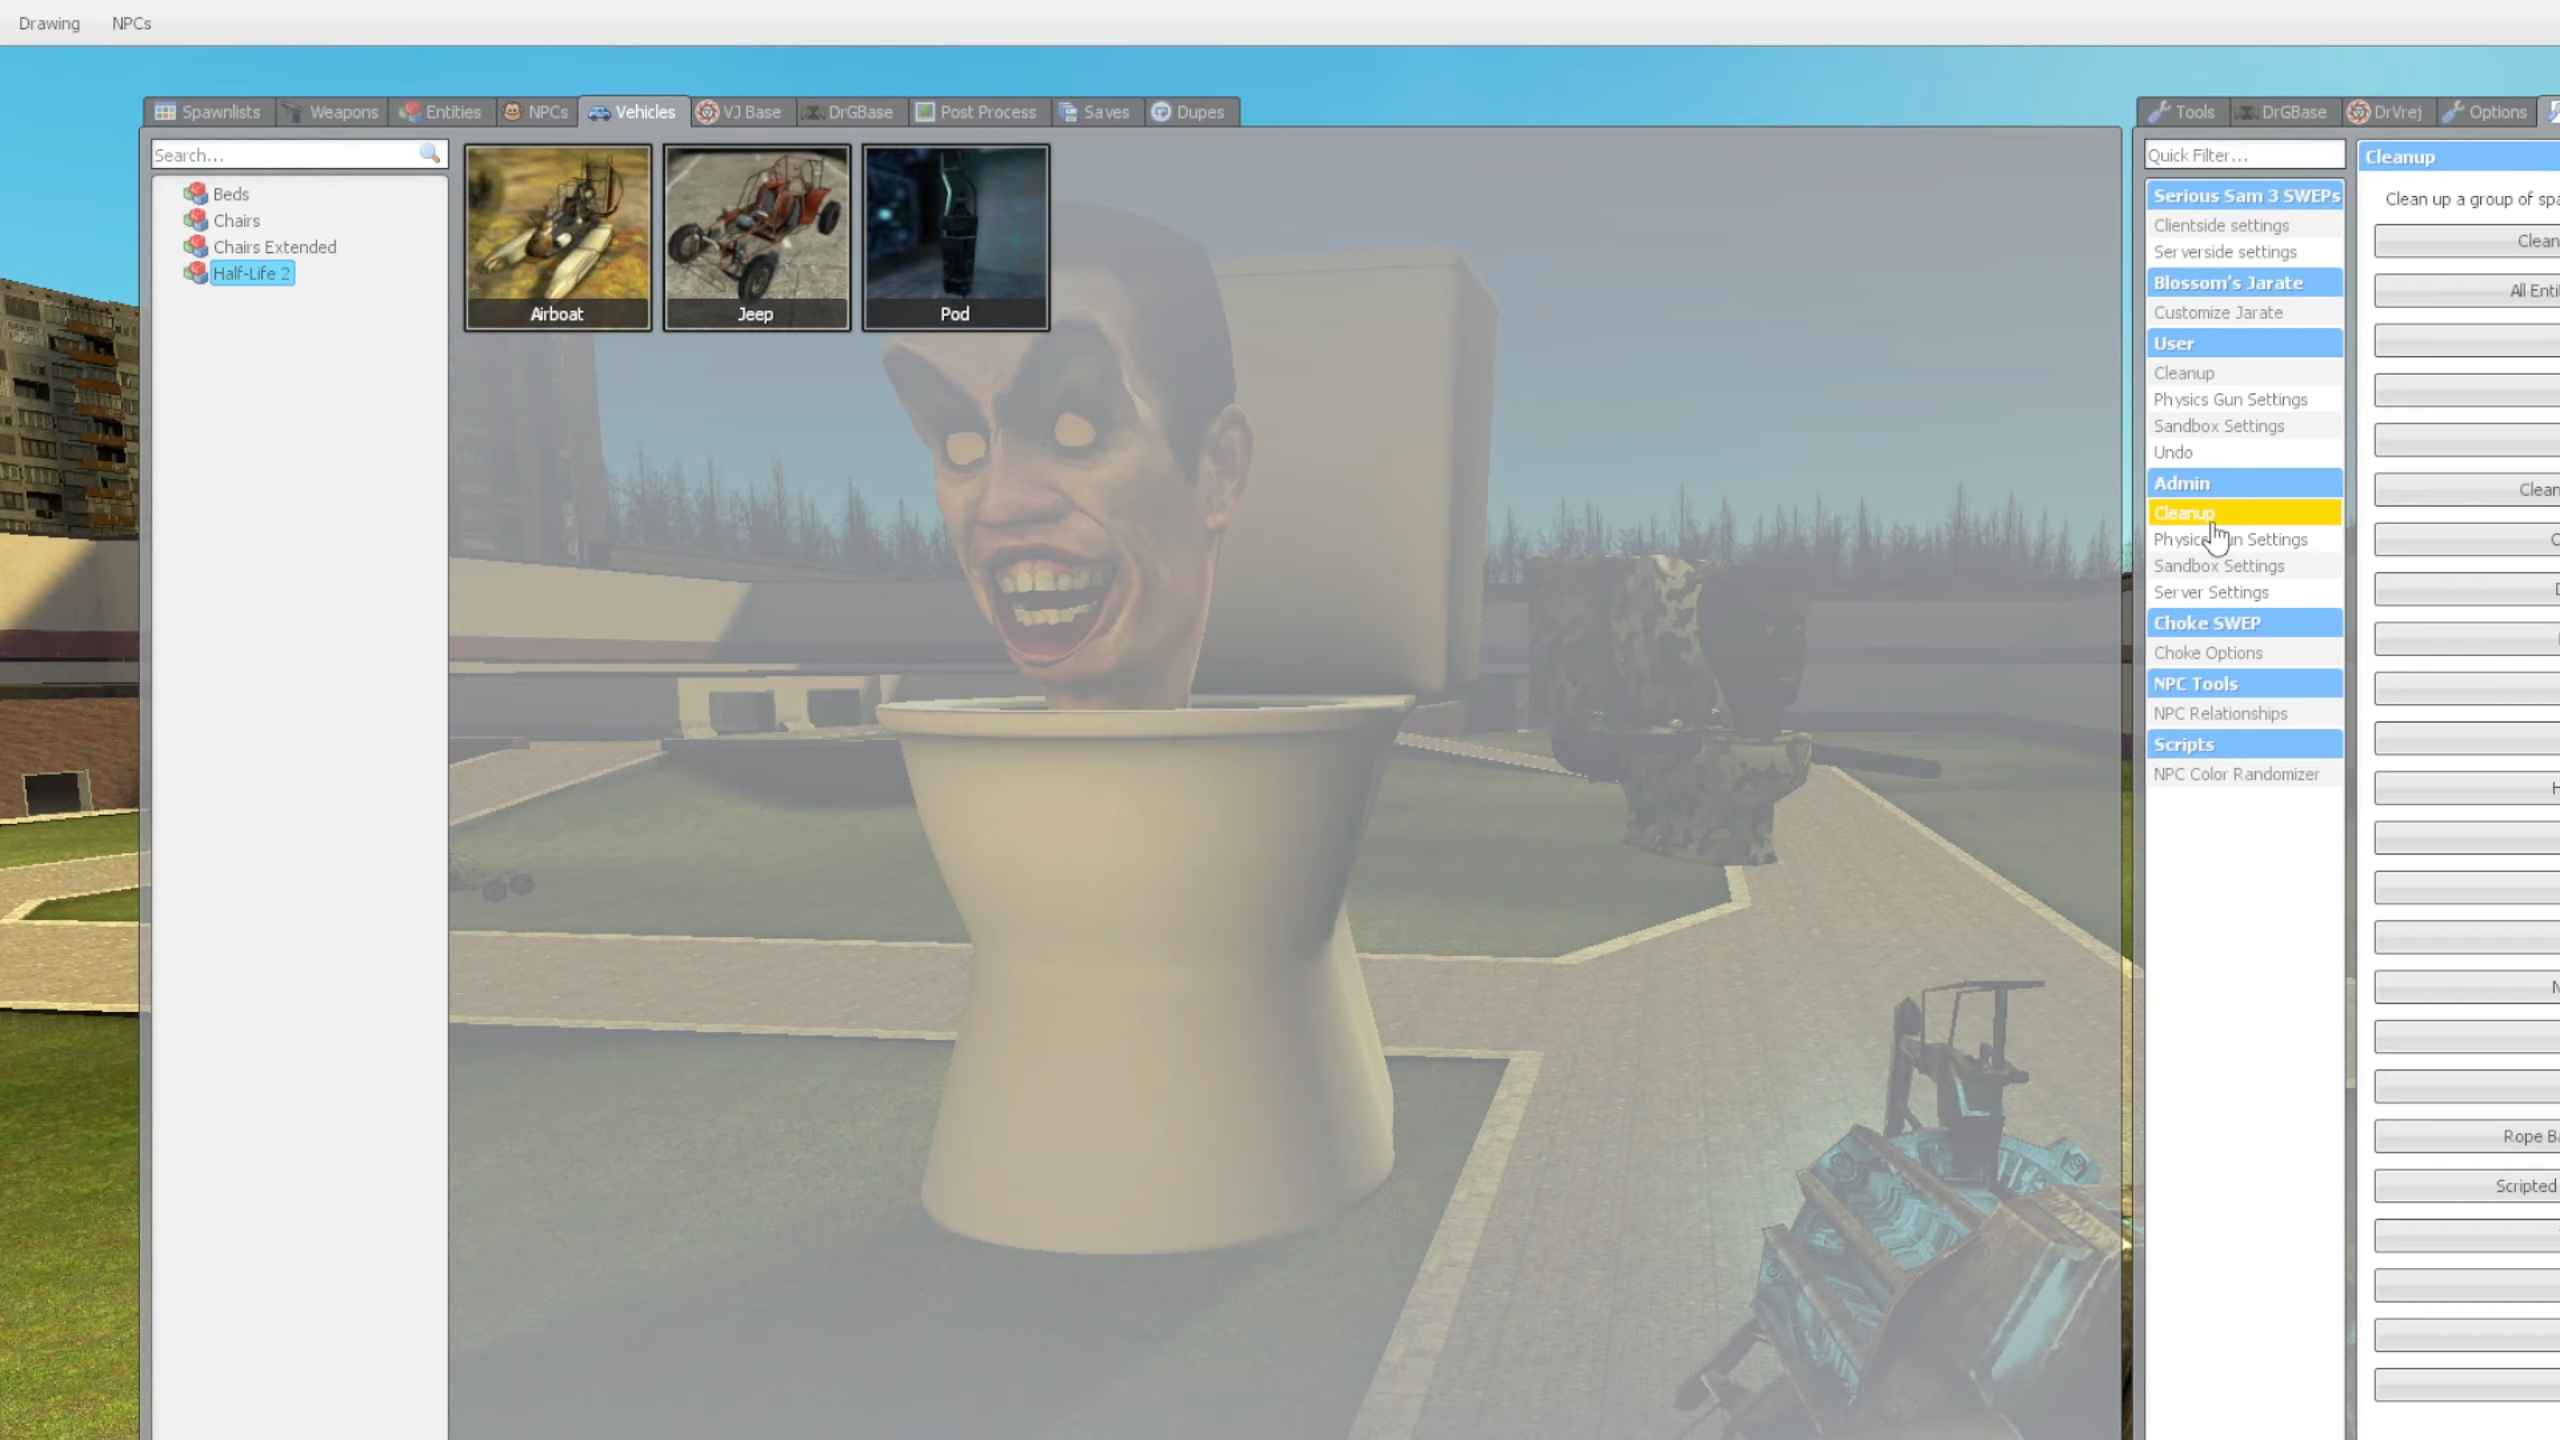 Drawing NPCs
Spawnlists Weapons Entities NPCs Vehicles VJ Base DrGBase Post Process Saves Dupes
Search...
Beds
Chairs
Chairs Extended
Half-Life 2
Airboat Jeep Pod
Tools DrGBase DrVrej Options
Quick Filter...
Serious Sam 3 SWEPs
Clientside settings
Serverside settings
Blossom's Jarate
Customize Jarate
User
Cleanup
Physics Gun Settings
Sandbox Settings
Undo
Admin
Cleanup
Physics Gun Settings
Sandbox Settings
Server Settings
Choke SWEP
Choke Options
NPC Tools
NPC Relationships
Scripts
NPC Color Randomizer
Cleanup
Clean up a group of spa
Clean
All Enti
Clean
Rope Ba
Scripted